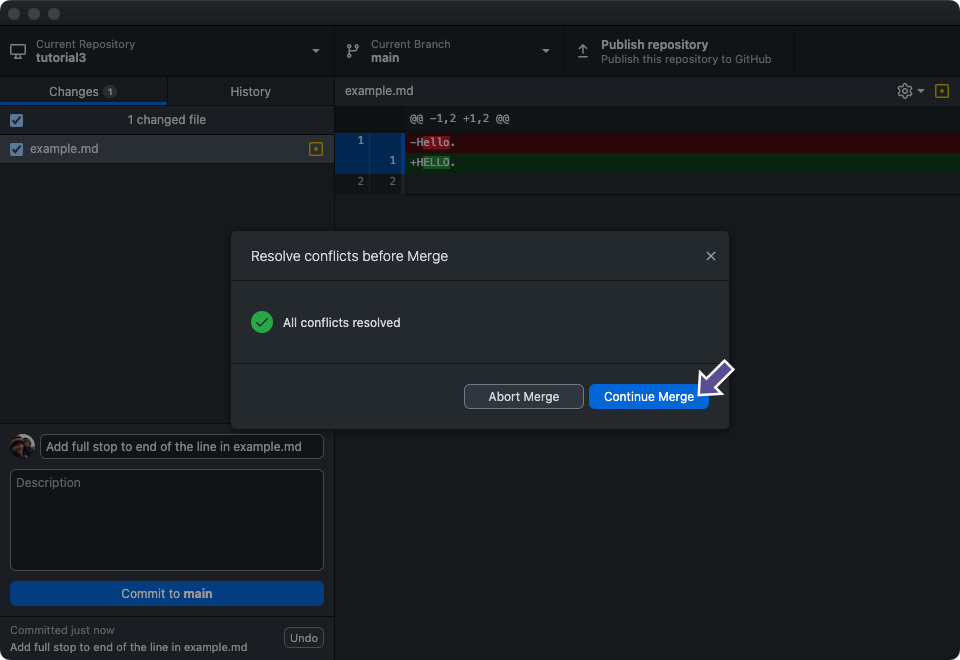 Current Repository
tutorial3
Current Branch
main
Publish repository
Publish this repository to GitHub
Changes 1
History
example.md
1 changed file
example.md
@@ -1,2 +1,2 @@
1 -Hello.
1 +HELLO.
2 2
Resolve conflicts before Merge
All conflicts resolved
Abort Merge
Continue Merge
Add full stop to end of the line in example.md
Description
Commit to main
Committed just now
Add full stop to end of the line in example.md
Undo